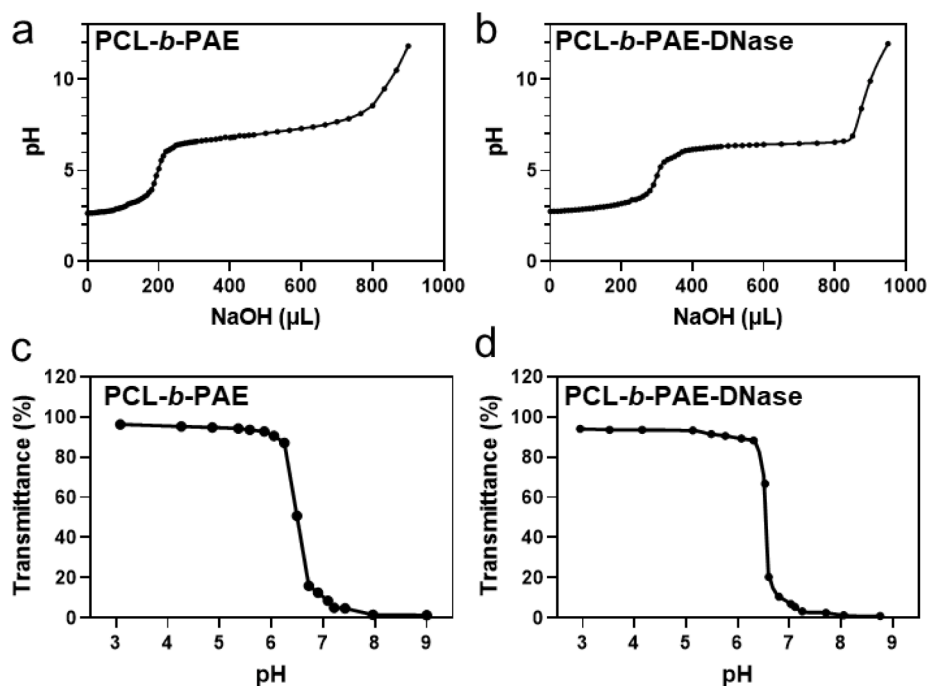 a
PCL-b-PAE
pH
10
5
0
0 200 400 600 800 1000
NaOH (µL)
b
PCL-b-PAE-DNase
pH
10
5
0
0 200 400 600 800 1000
NaOH (µL)
c
PCL-b-PAE
Transmittance (%)
120
100
80
60
40
20
0
3 4 5 6 7 8 9
pH
d
PCL-b-PAE-DNase
Transmittance (%)
120
100
80
60
40
20
0
3 4 5 6 7 8 9
pH